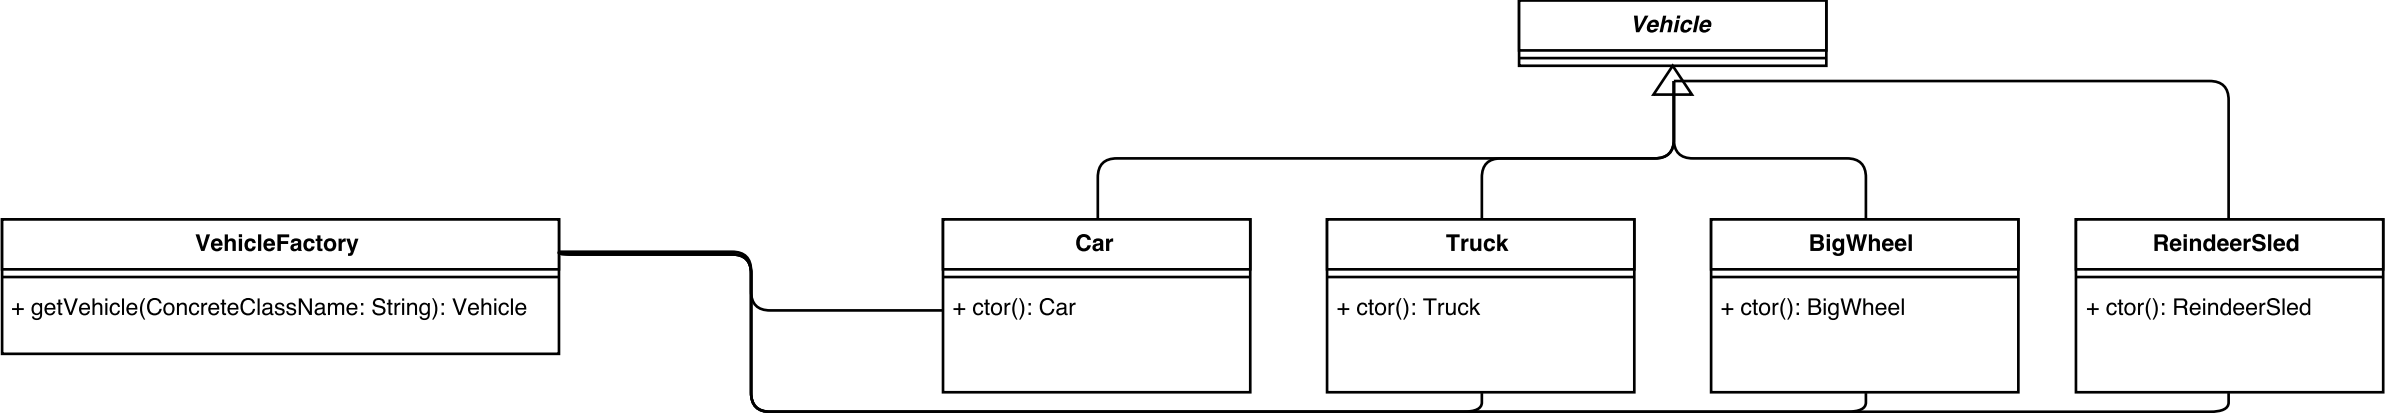 Vehicle
VehicleFactory
+ getVehicle(ConcreteClassName: String): Vehicle
Car
+ ctor(): Car
Truck
+ ctor(): Truck
BigWheel
+ ctor(): BigWheel
ReindeerSled
+ ctor(): ReindeerSled